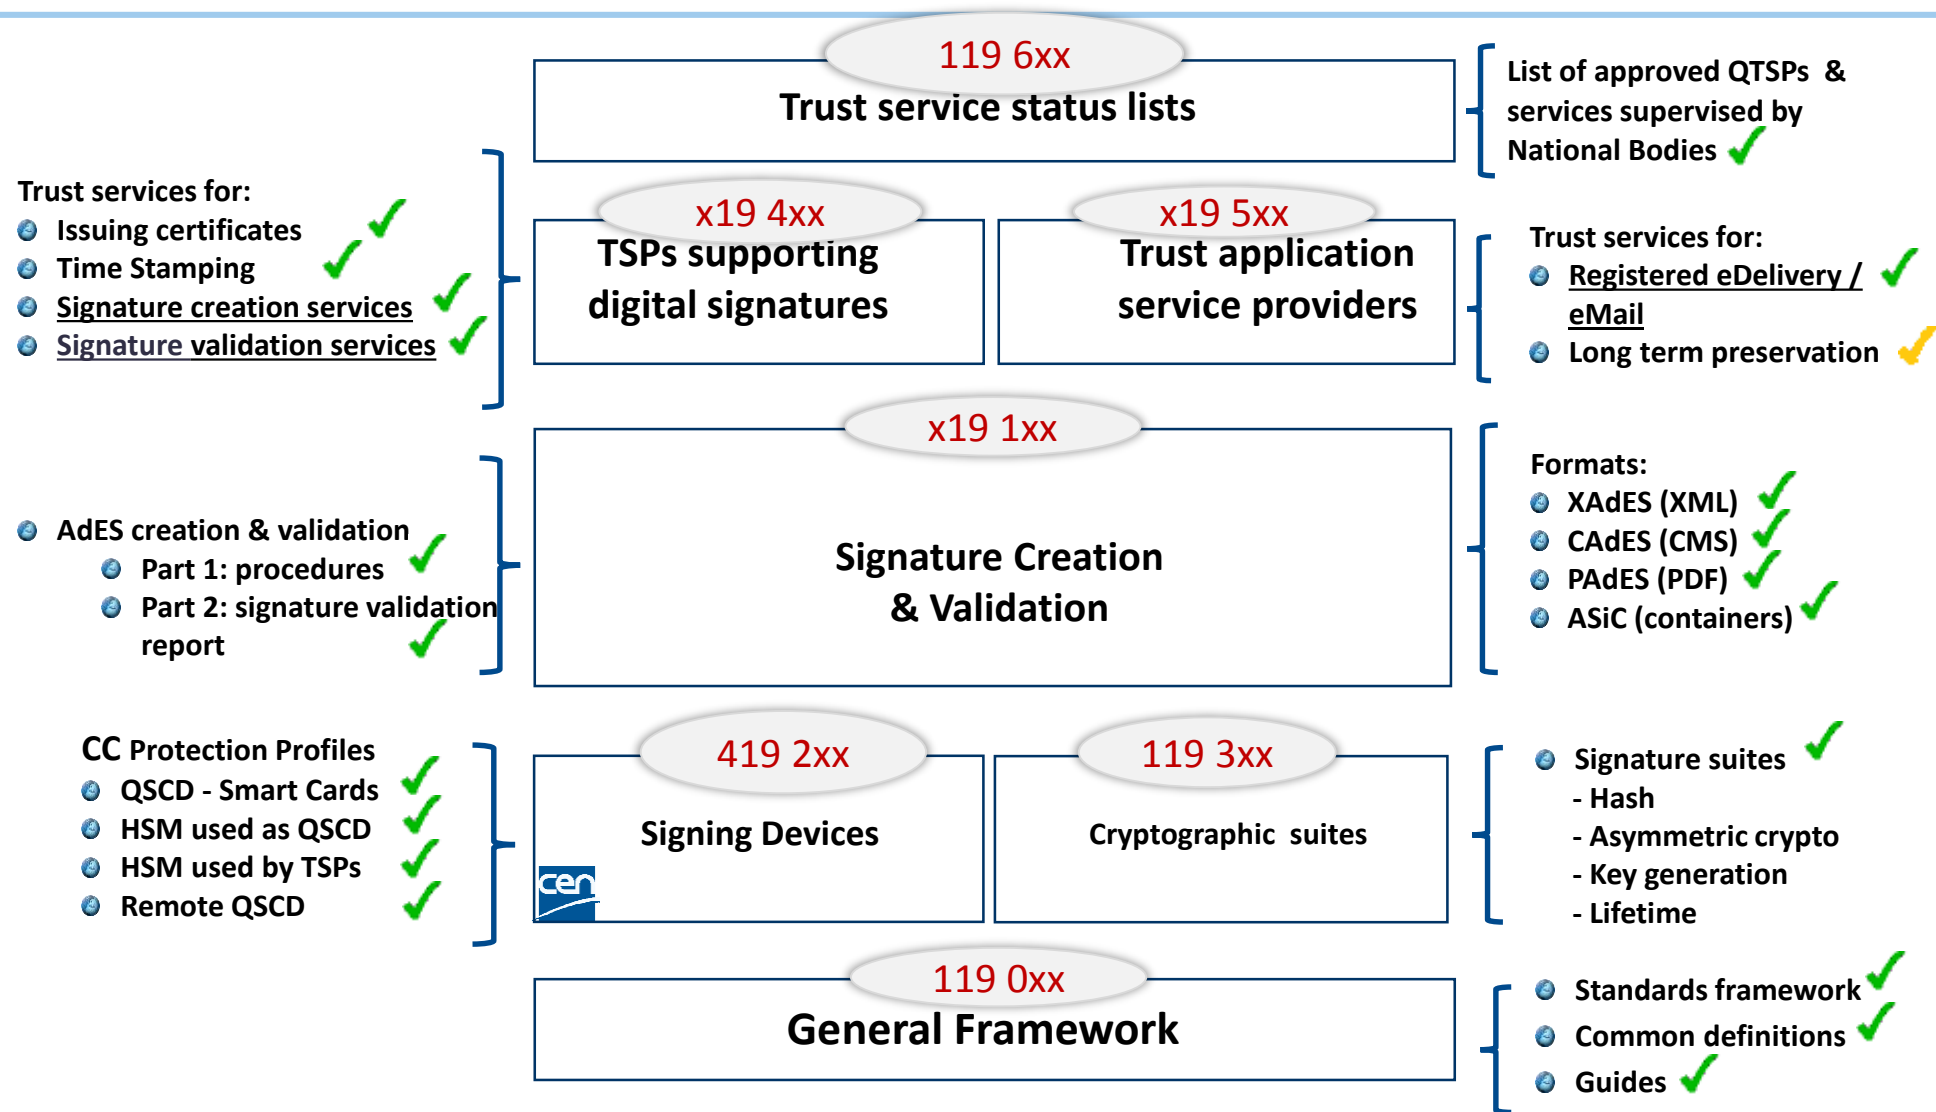 119 6xx
Trust service status lists
List of approved QTSPs &
services supervised by
National Bodies
Trust services for:
Issuing certificates
Time Stamping
Signature creation services
Signature validation services
x19 4xx
TSPs supporting
digital signatures
x19 5xx
Trust application
service providers
Trust services for:
Registered eDelivery /
eMail
Long term preservation
x19 1xx
Signature Creation
& Validation
AdES creation & validation
Part 1: procedures
Part 2: signature validation
report
Formats:
XAdES (XML)
CAdES (CMS)
PAdES (PDF)
ASiC (containers)
CC Protection Profiles
QSCD - Smart Cards
HSM used as QSCD
HSM used by TSPs
Remote QSCD
419 2xx
Signing Devices
cen
119 3xx
Cryptographic suites
Signature suites
- Hash
- Asymmetric crypto
- Key generation
- Lifetime
119 0xx
General Framework
Standards framework
Common definitions
Guides